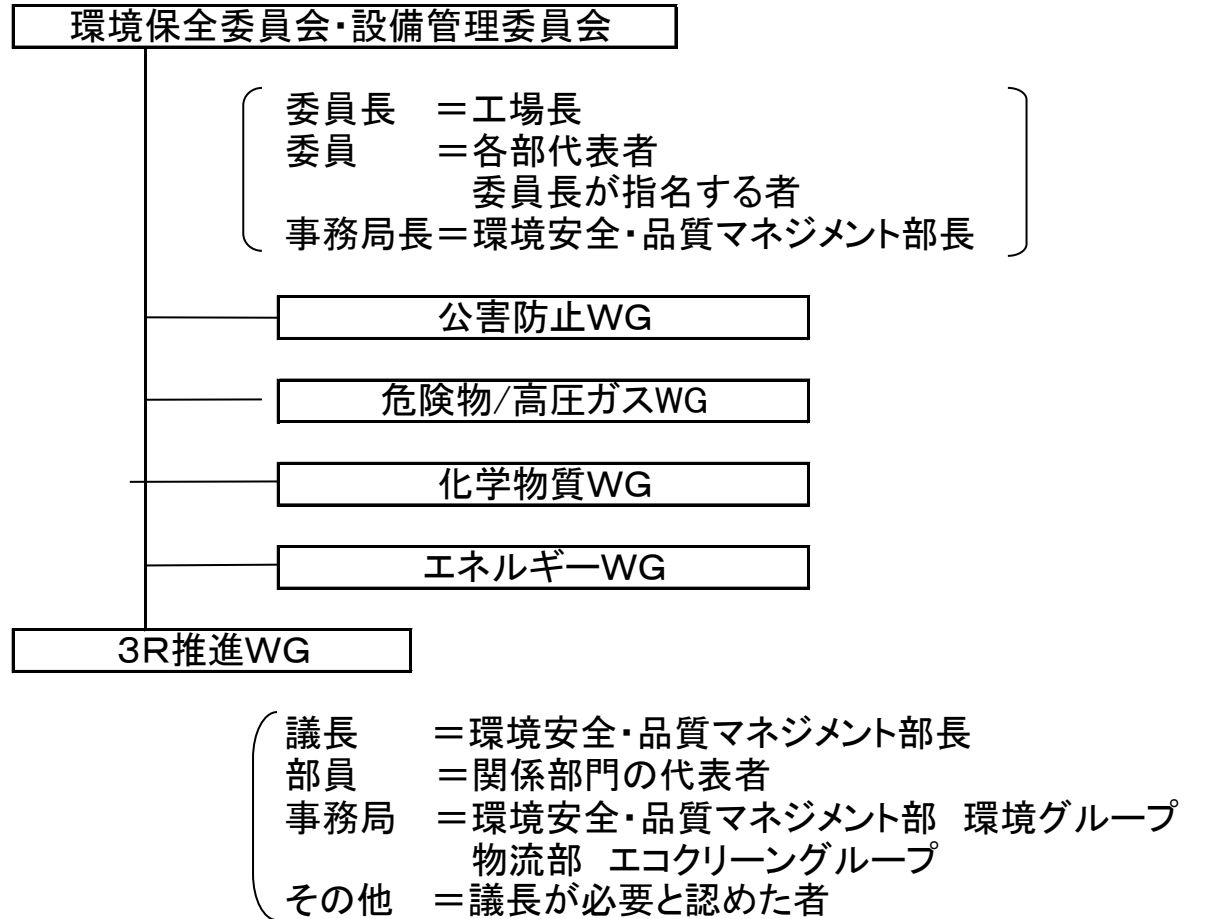 環境保全委員会・設備管理委員会
委員長　＝工場長
委員　　＝各部代表者
委員長が指名する者
事務局長＝環境安全・品質マネジメント部長
公害防止ＷＧ
危険物/高圧ガスWG
化学物質ＷＧ
エネルギーＷＧ
３Ｒ推進ＷＧ
議長　　＝環境安全・品質マネジメント部長
部員　　＝関係部門の代表者
事務局　＝環境安全・品質マネジメント部　環境グループ
物流部　エコクリーングループ
その他　＝議長が必要と認めた者